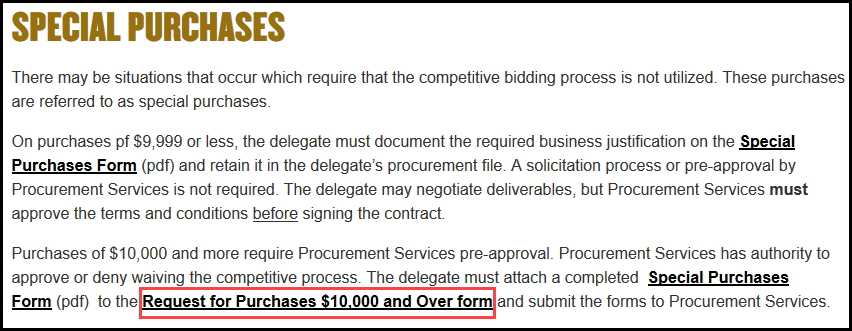 SPECIAL PURCHASES
There may be situations that occur which require that the competitive bidding process is not utilized. These purchases
are referred to as special purchases.
On purchases pf $9,999 or less, the delegate must document the required business justification on the Special
Purchases Form (pdf) and retain it in the delegate’s procurement file. A solicitation process or pre-approval by
Procurement Services is not required. The delegate may negotiate deliverables, but Procurement Services must
approve the terms and conditions before signing the contract.
Purchases of $10,000 and more require Procurement Services pre-approval. Procurement Services has authority to
approve or deny waiving the competitive process. The delegate must attach a completed Special Purchases
Form (pdf) to the Request for Purchases $10,000 and Over form and submit the forms to Procurement Services.